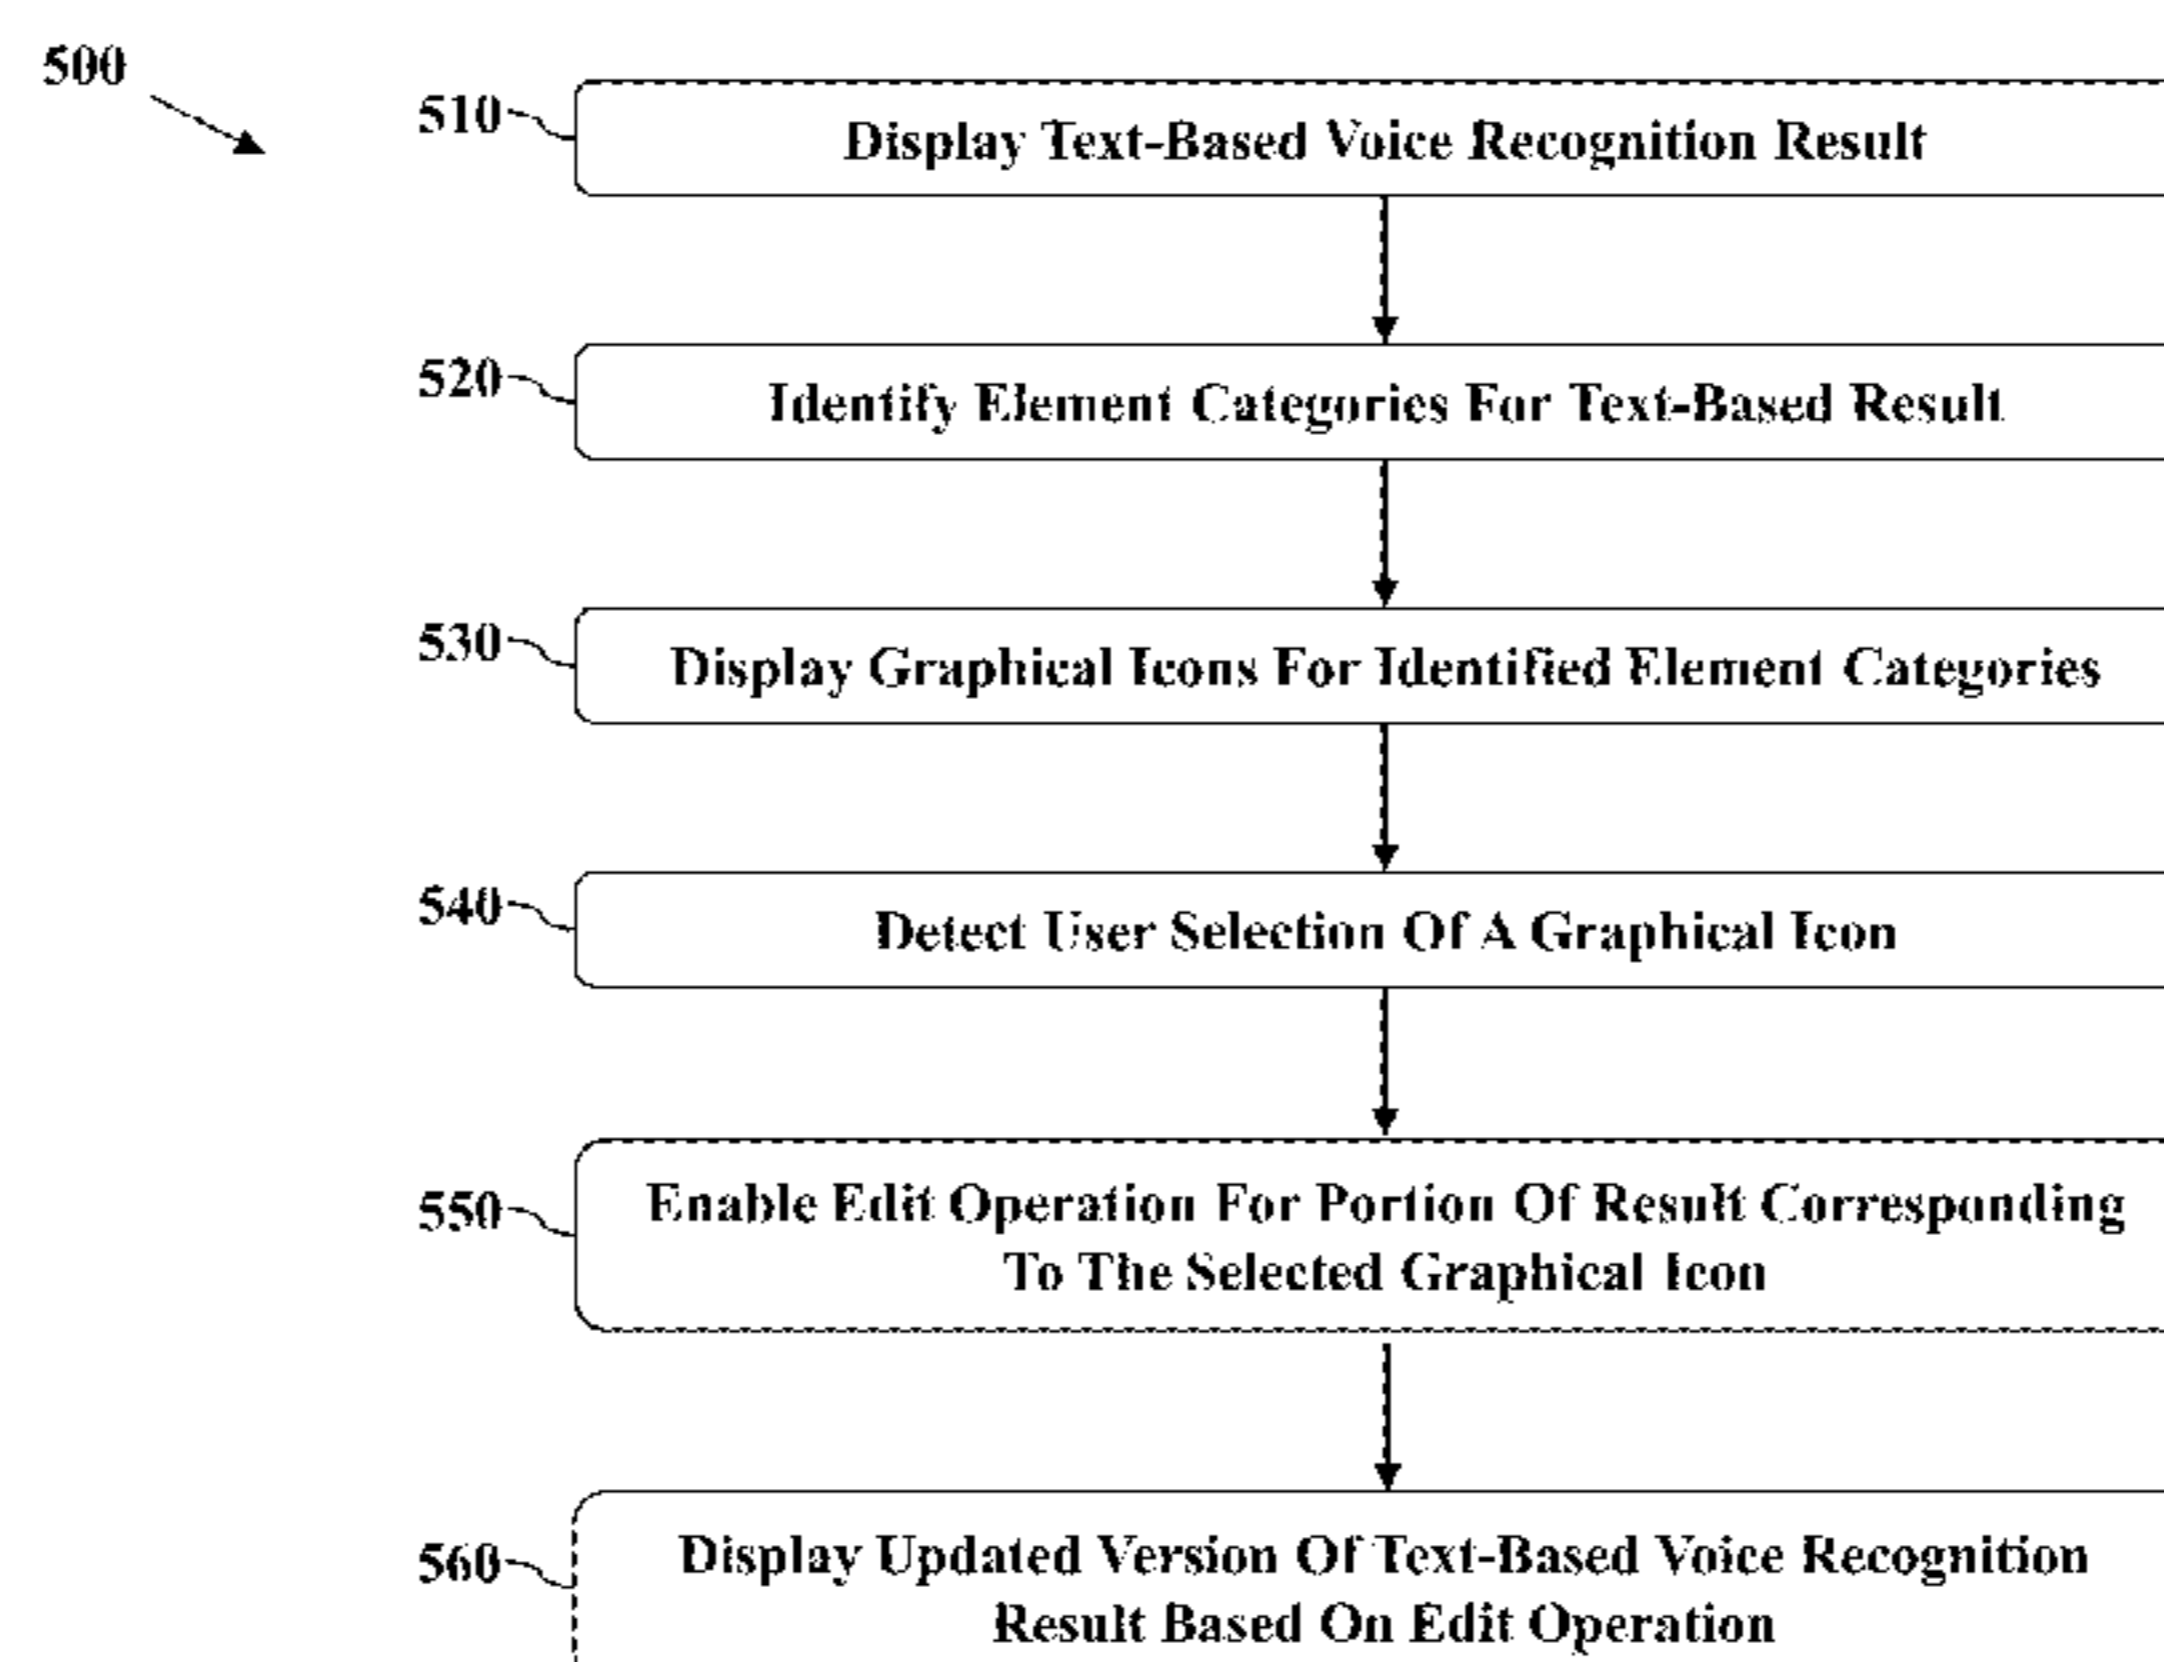 500
510 Display Text-Based Voice Recognition Result
520 Identify Element Categories For Text-Based Result
530 Display Graphical Icons For Identified Element Categories
540 Detect User Selection Of A Graphical Icon
550 Enable Edit Operation For Portion Of Result Corresponding
To The Selected Graphical Icon
560 Display Updated Version Of Text-Based Voice Recognition
Result Based On Edit Operation